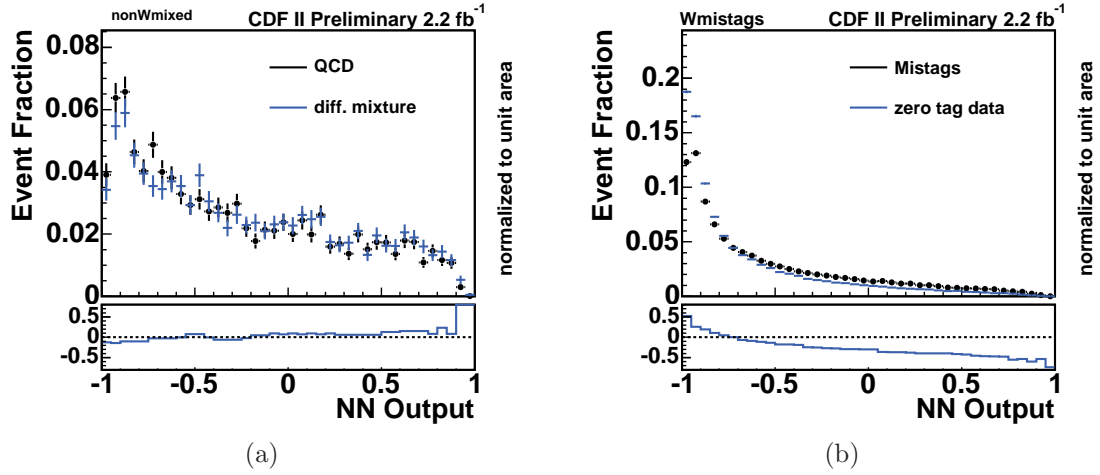 nonWmixed
CDF II Preliminary 2.2 fb-1
Event Fraction
0.08
0.06
0.04
0.02
0
QCD
diff. mixture
normalized to unit area
0.5
0
-0.5
-1 -0.5 0 0.5 1
NN Output
(a)
Wmistags
CDF II Preliminary 2.2 fb-1
Event Fraction
0.2
0.15
0.1
0.05
0
Mistags
zero tag data
normalized to unit area
0.5
0
-0.5
-1 -0.5 0 0.5 1
NN Output
(b)